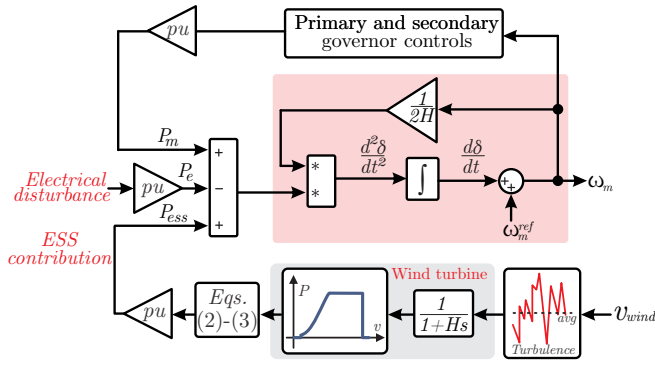 Primary and secondary
governor controls
pu
1
2H
P_m
+
Electrical
disturbance
pu
P_e
−
P_ess
+
*
*
d²δ
dt²
∫
dδ
dt
+
+
ω_m
ω_m^ref
ESS
contribution
Wind turbine
pu
Eqs.
(2)-(3)
P
v
1
1+Hs
avg
Turbulence
v_wind